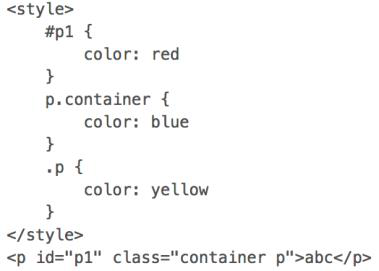 <style>
    #p1 {
        color: red
    }
    p.container {
        color: blue
    }
    .p {
        color: yellow
    }
</style>
<p id="p1" class="container p">abc</p>